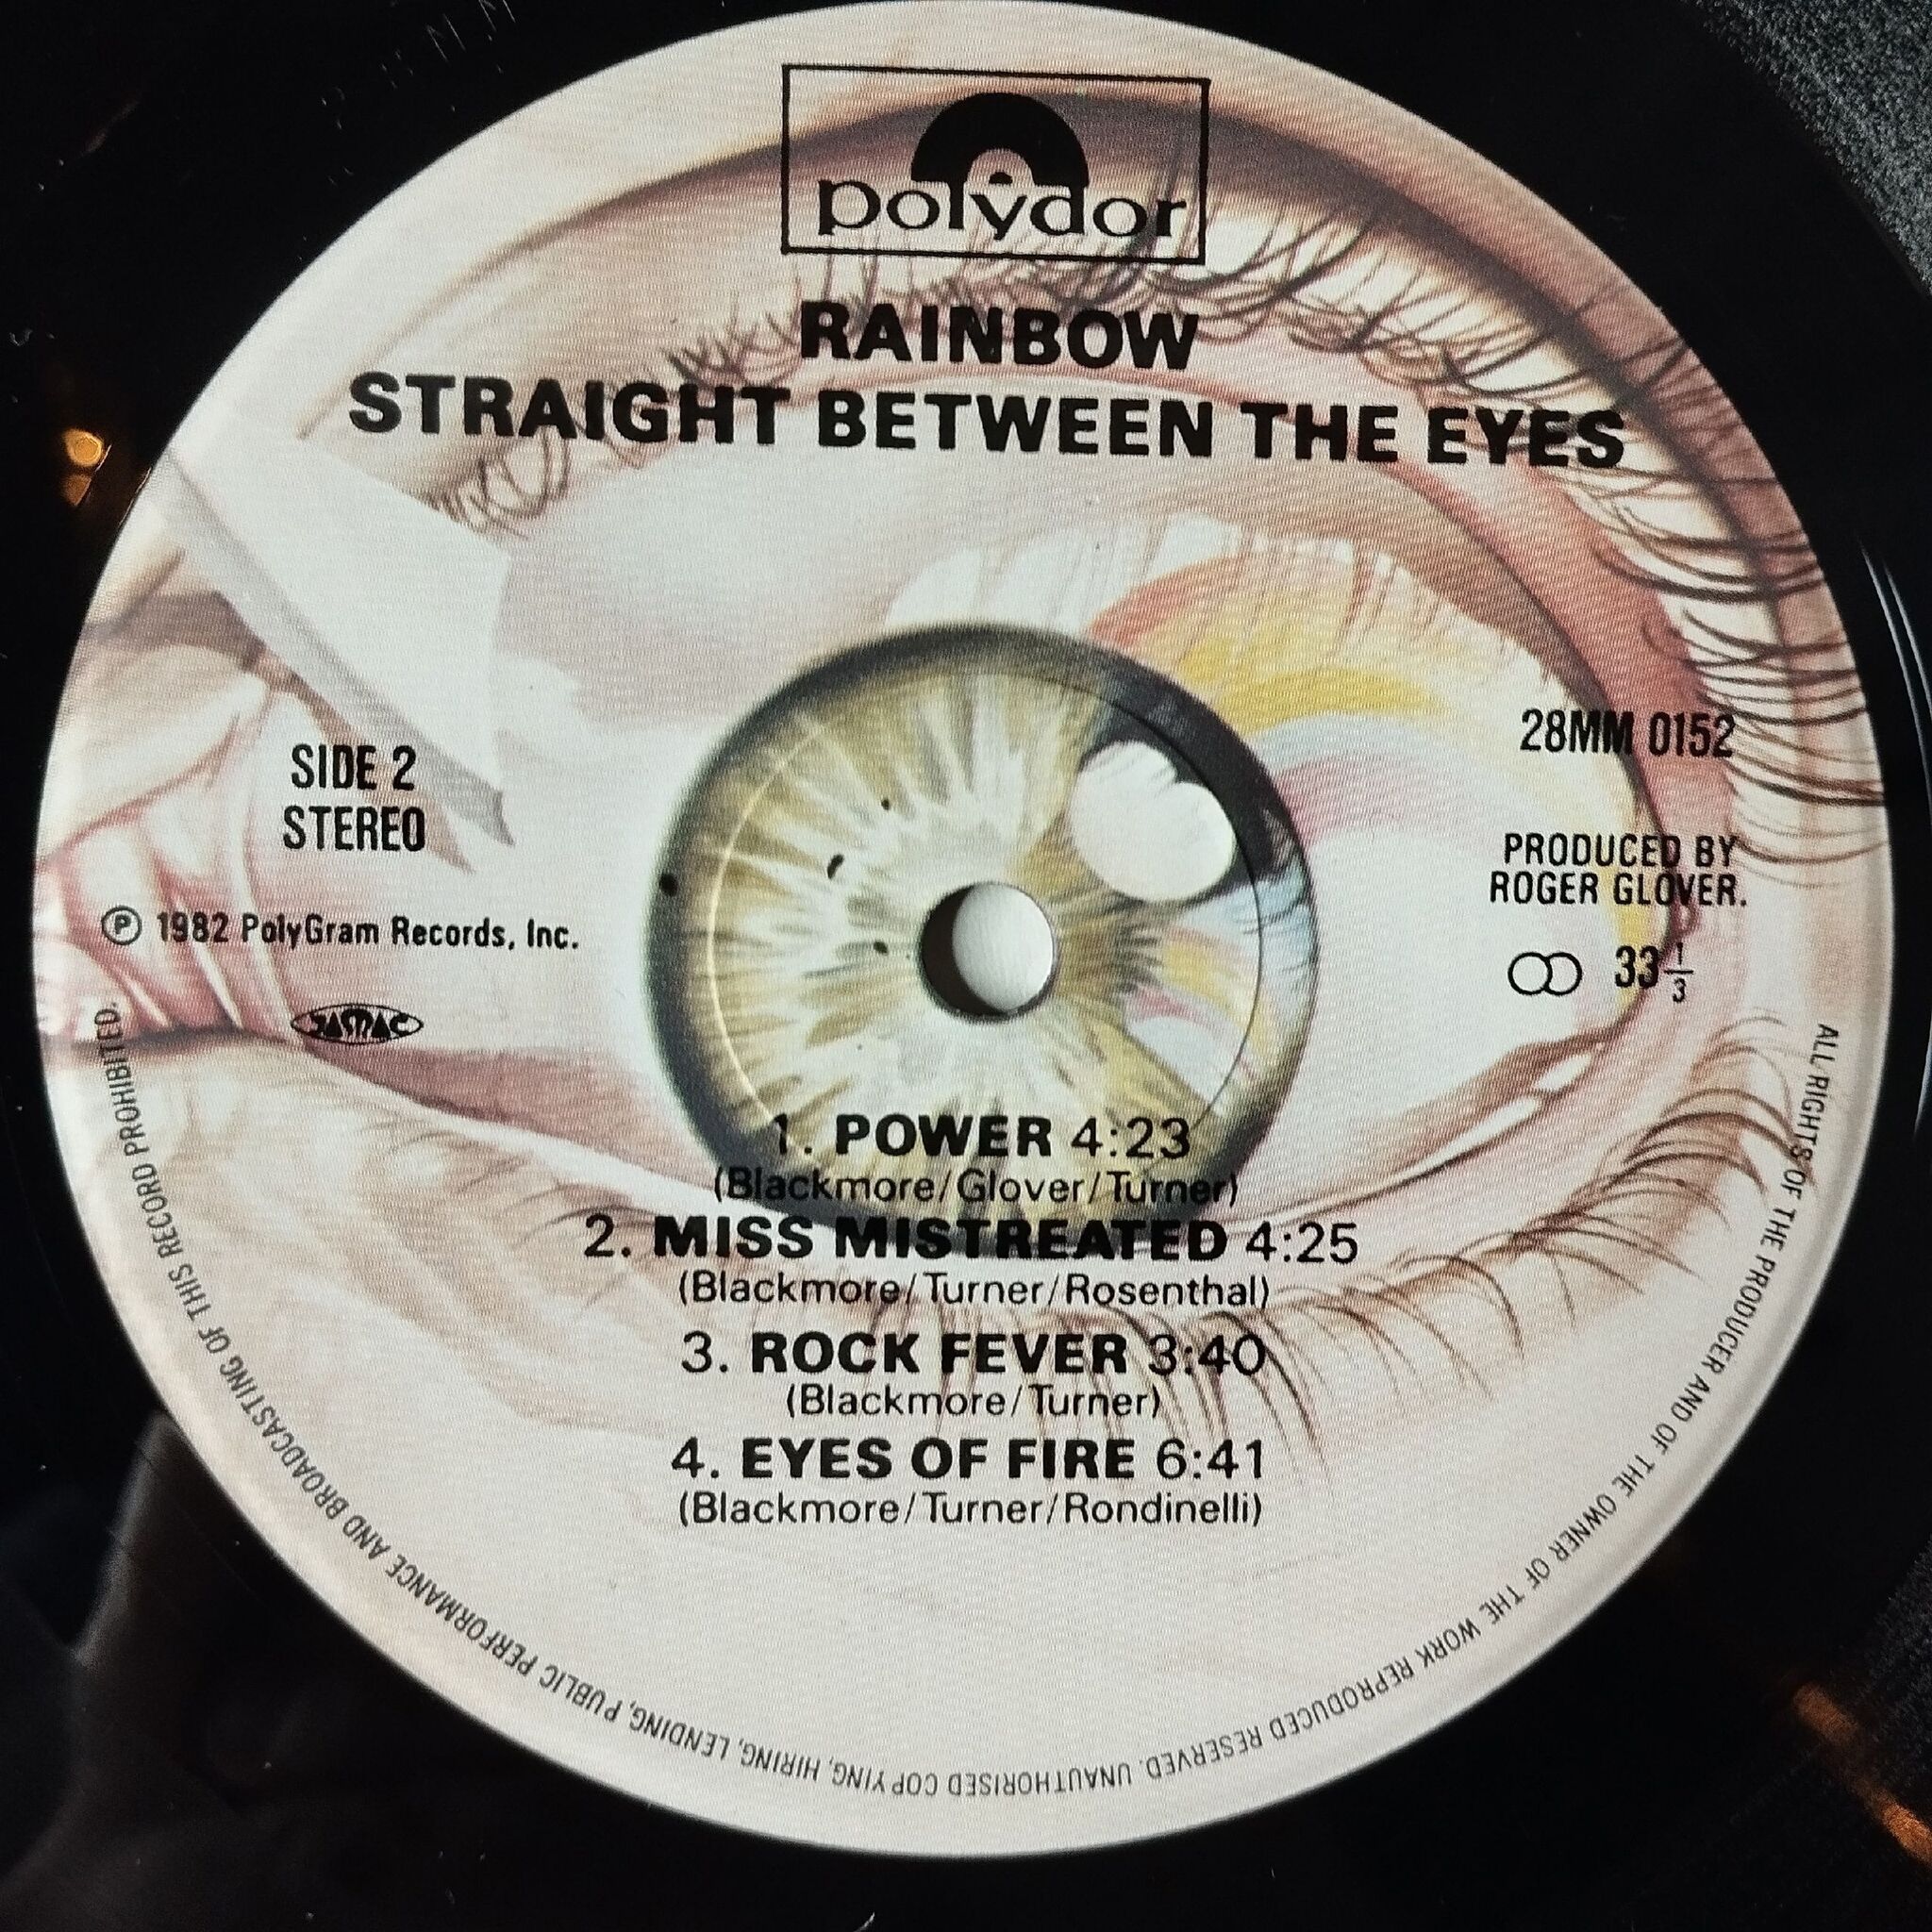 polydor
RAINBOW
STRAIGHT BETWEEN THE EYES
SIDE 2
STEREO
℗ 1982 PolyGram Records, Inc.
JASRAC
28MM 0152
PRODUCED BY
ROGER GLOVER.
33 1/3
1. POWER 4:23
(Blackmore/Glover/Turner)
2. MISS MISTREATED 4:25
(Blackmore/Turner/Rosenthal)
3. ROCK FEVER 3:40
(Blackmore/Turner)
4. EYES OF FIRE 6:41
(Blackmore/Turner/Rondinelli)
ALL RIGHTS OF THE PRODUCER AND OF THE OWNER OF THE WORK REPRODUCED RESERVED. UNAUTHORISED COPYING, HIRING, LENDING, PUBLIC PERFORMANCE AND BROADCASTING OF THIS RECORD PROHIBITED.